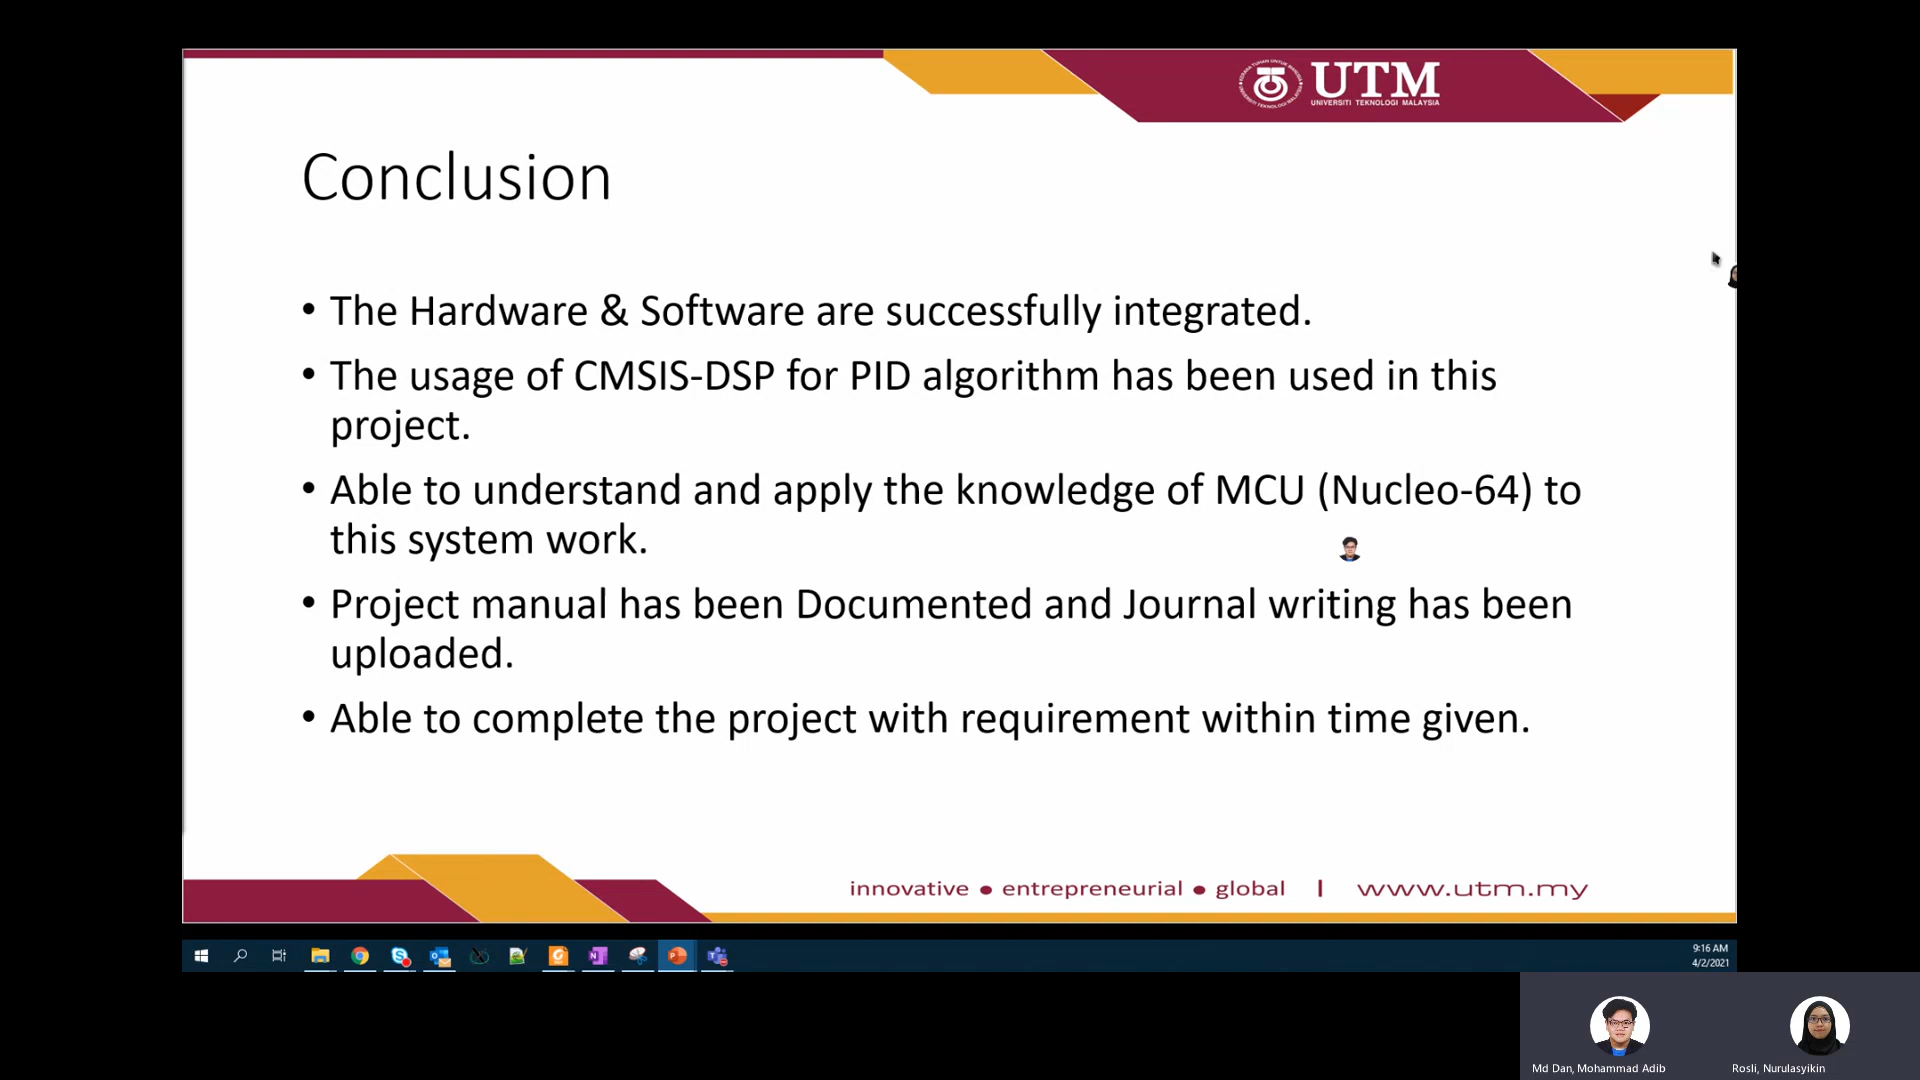 UTM
UNIVERSITI TEKNOLOGI MALAYSIA
Conclusion
• The Hardware & Software are successfully integrated.
• The usage of CMSIS-DSP for PID algorithm has been used in this
project.
• Able to understand and apply the knowledge of MCU (Nucleo-64) to
this system work.
• Project manual has been Documented and Journal writing has been
uploaded.
• Able to complete the project with requirement within time given.
innovative ● entrepreneurial ● global | www.utm.my
9:16 AM
4/2/2021
Md Dan, Mohammad Adib
Rosli, Nurulasyikin